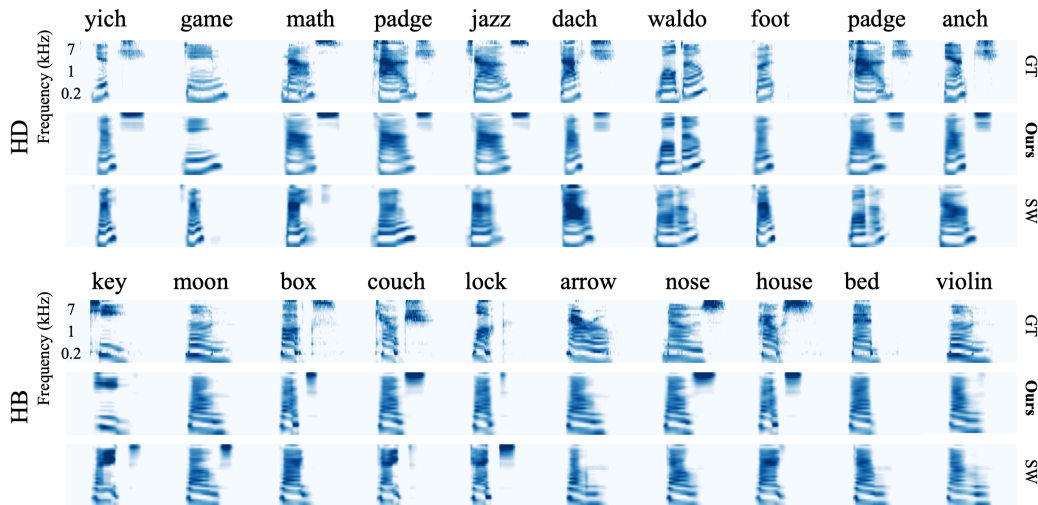 yich game math padge jazz dach waldo foot padge anch
HD
Frequency (kHz)
7
1
0.2
GT
Ours
SW
key moon box couch lock arrow nose house bed violin
HB
Frequency (kHz)
7
1
0.2
GT
Ours
SW